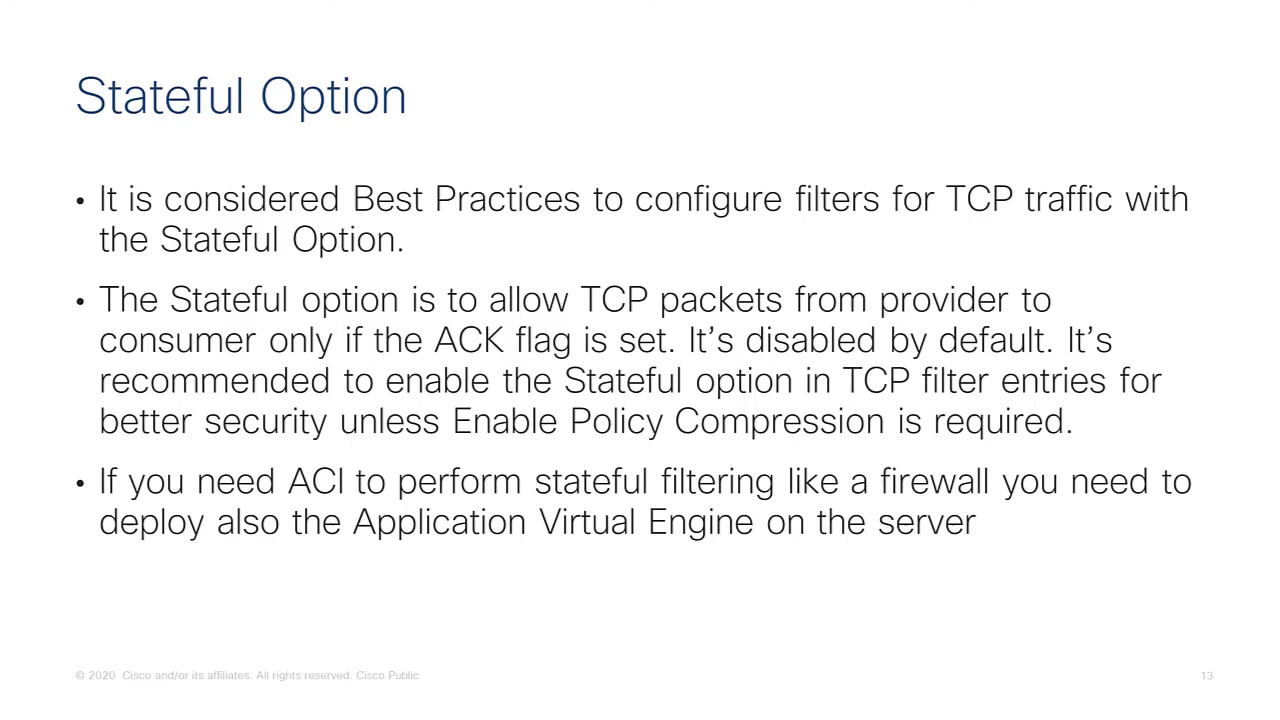 Stateful Option
• It is considered Best Practices to configure filters for TCP traffic with
the Stateful Option.
• The Stateful option is to allow TCP packets from provider to
consumer only if the ACK flag is set. It’s disabled by default. It’s
recommended to enable the Stateful option in TCP filter entries for
better security unless Enable Policy Compression is required.
• If you need ACI to perform stateful filtering like a firewall you need to
deploy also the Application Virtual Engine on the server
© 2020 Cisco and/or its affiliates. All rights reserved. Cisco Public
13